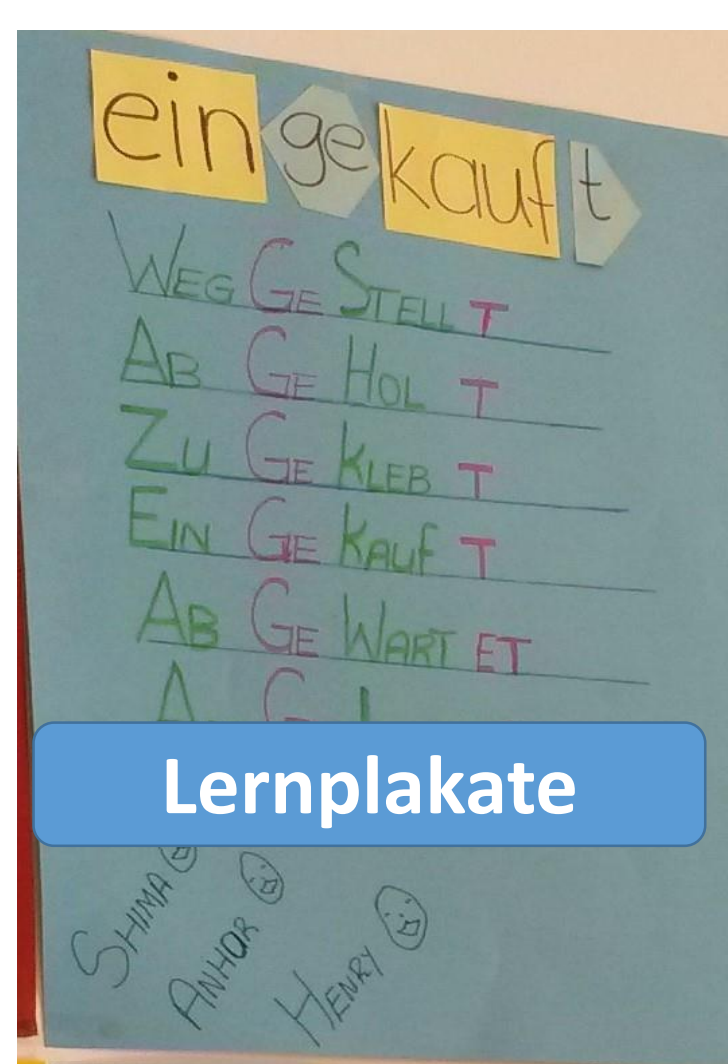 ein ge kauf t
WEG GE STELL T
AB GE HOL T
ZU GE KLEB T
EIN GE KAUF T
AB GE WART ET
Lernplakate
SHIMA
ANHOR
HENRY